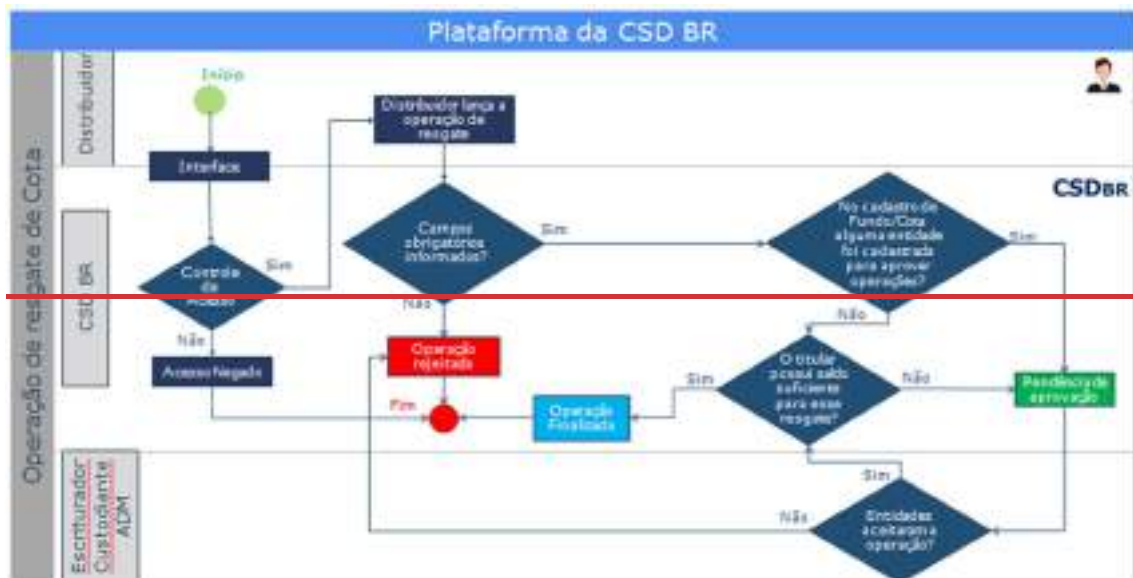 Plataforma da CSD BR
Operação de resgate de Cota
Distribuidor
Início
Interface
Distribuidor lança a
operação de
resgate
CSD BR
CSDBR
Controle
de
Sim
Não
Acesso Negado
Campos
obrigatórios
informados?
Sim
Não
Operação
rejeitada
Fim
No cadastro de
Fundo/Cota
alguma entidade
foi cadastrada
para aprovar
operações?
Sim
Não
O titular
possui saldo
suficiente
para esse
resgate?
Sim
Não
Operação
Finalizada
Pendência de
aprovação
Escriturador
Custodiante
ADM
Entidades
aceitaram a
operação?
Sim
Não